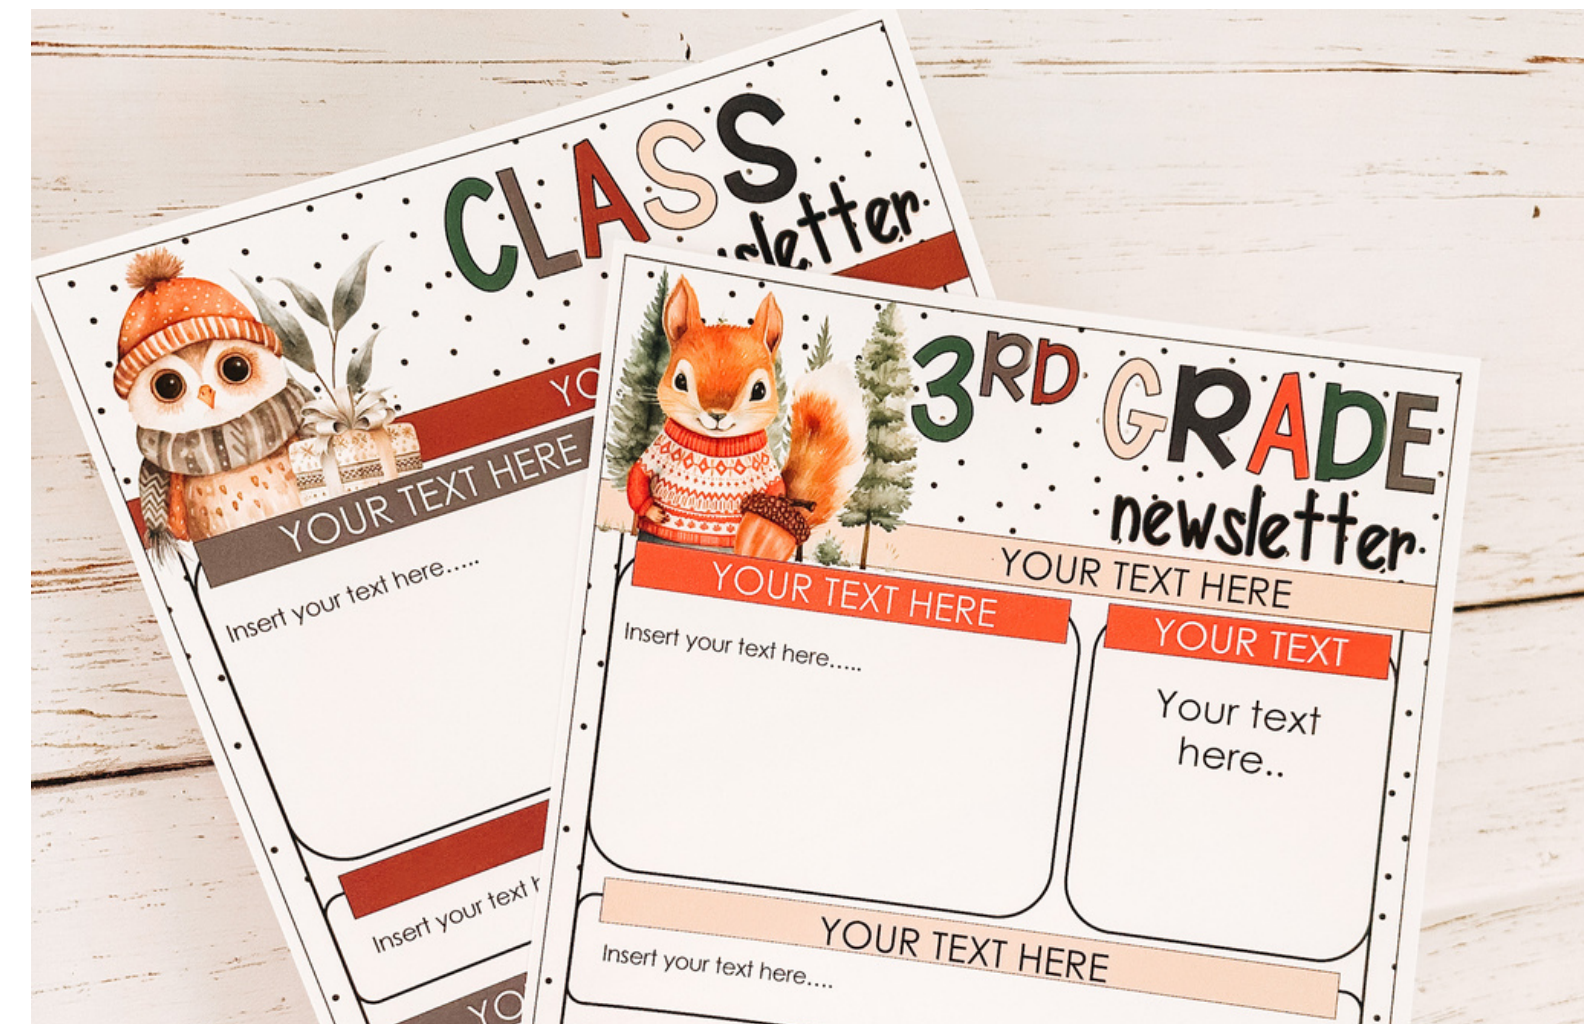 CLASS
YOUR TEXT HERE
Insert your text here.....
Insert your text
3RD GRADE
newsletter
YOUR TEXT HERE
YOUR TEXT HERE
Insert your text here.....
YOUR TEXT
Your text
here..
YOUR TEXT HERE
Insert your text here....